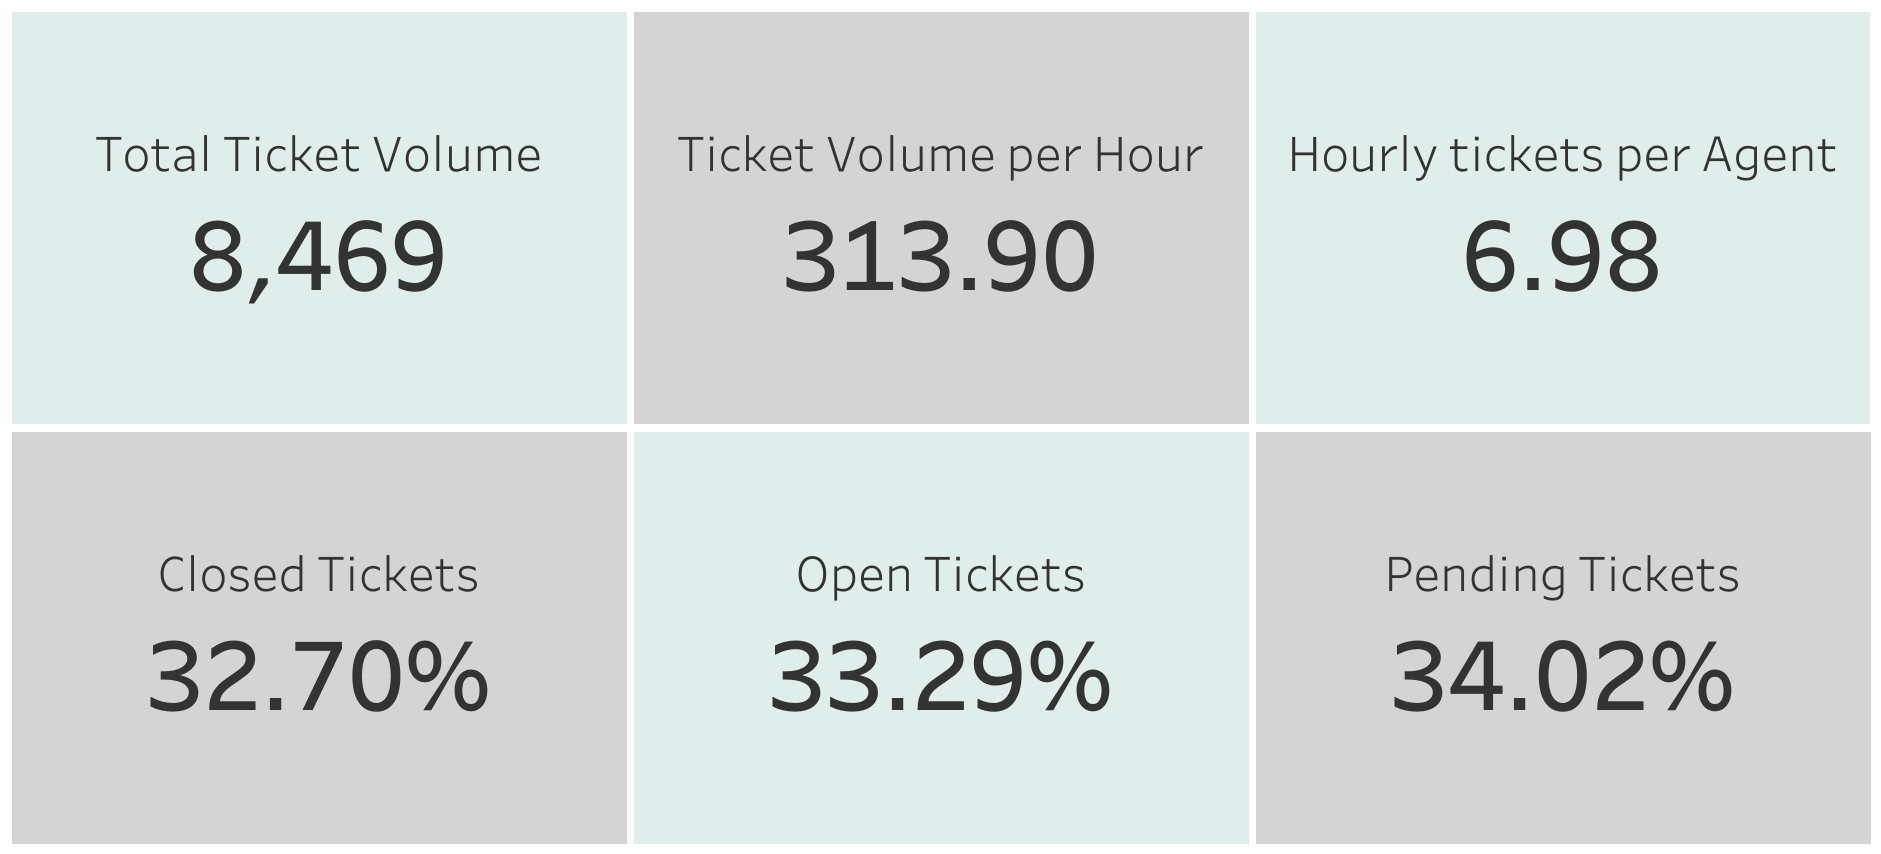 Total Ticket Volume
8,469
Ticket Volume per Hour
313.90
Hourly tickets per Agent
6.98
Closed Tickets
32.70%
Open Tickets
33.29%
Pending Tickets
34.02%